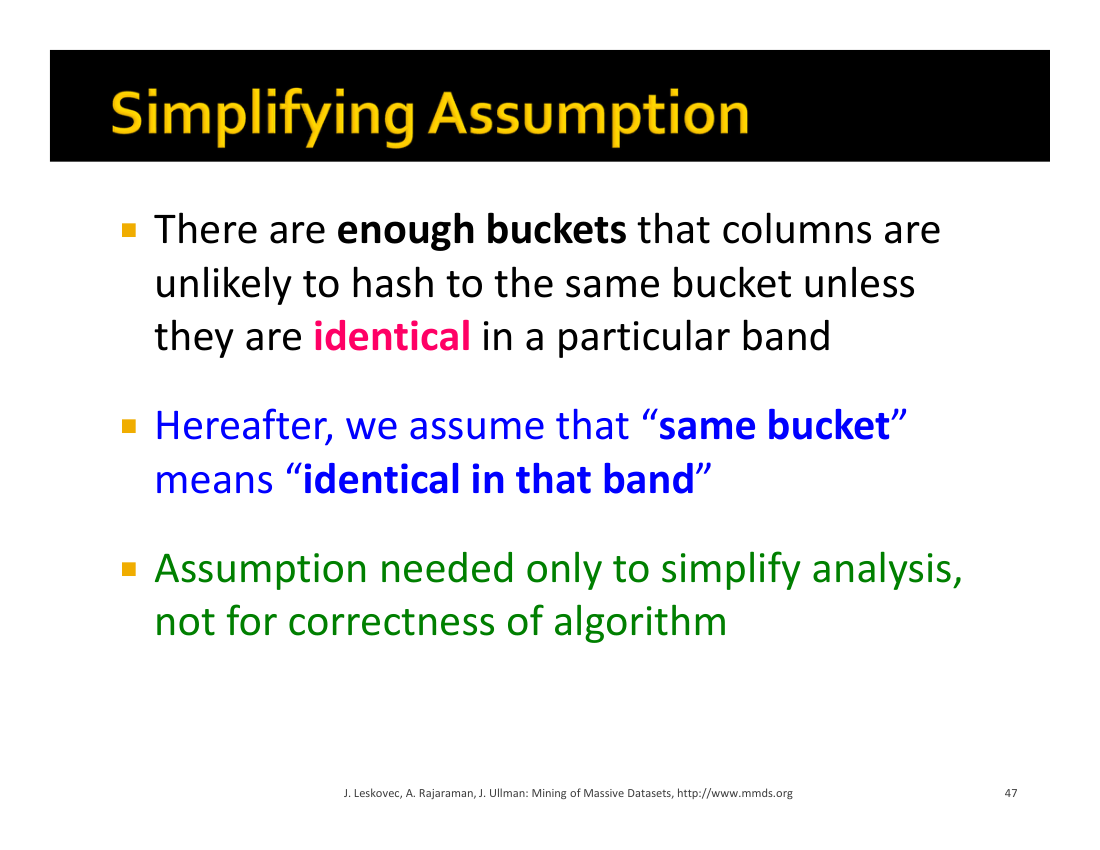 Simplifying Assumption
There are enough buckets that columns are
unlikely to hash to the same bucket unless
they are identical in a particular band
Hereafter, we assume that “same bucket”
means “identical in that band”
Assumption needed only to simplify analysis,
not for correctness of algorithm
J. Leskovec, A. Rajaraman, J. Ullman: Mining of Massive Datasets, http://www.mmds.org
47